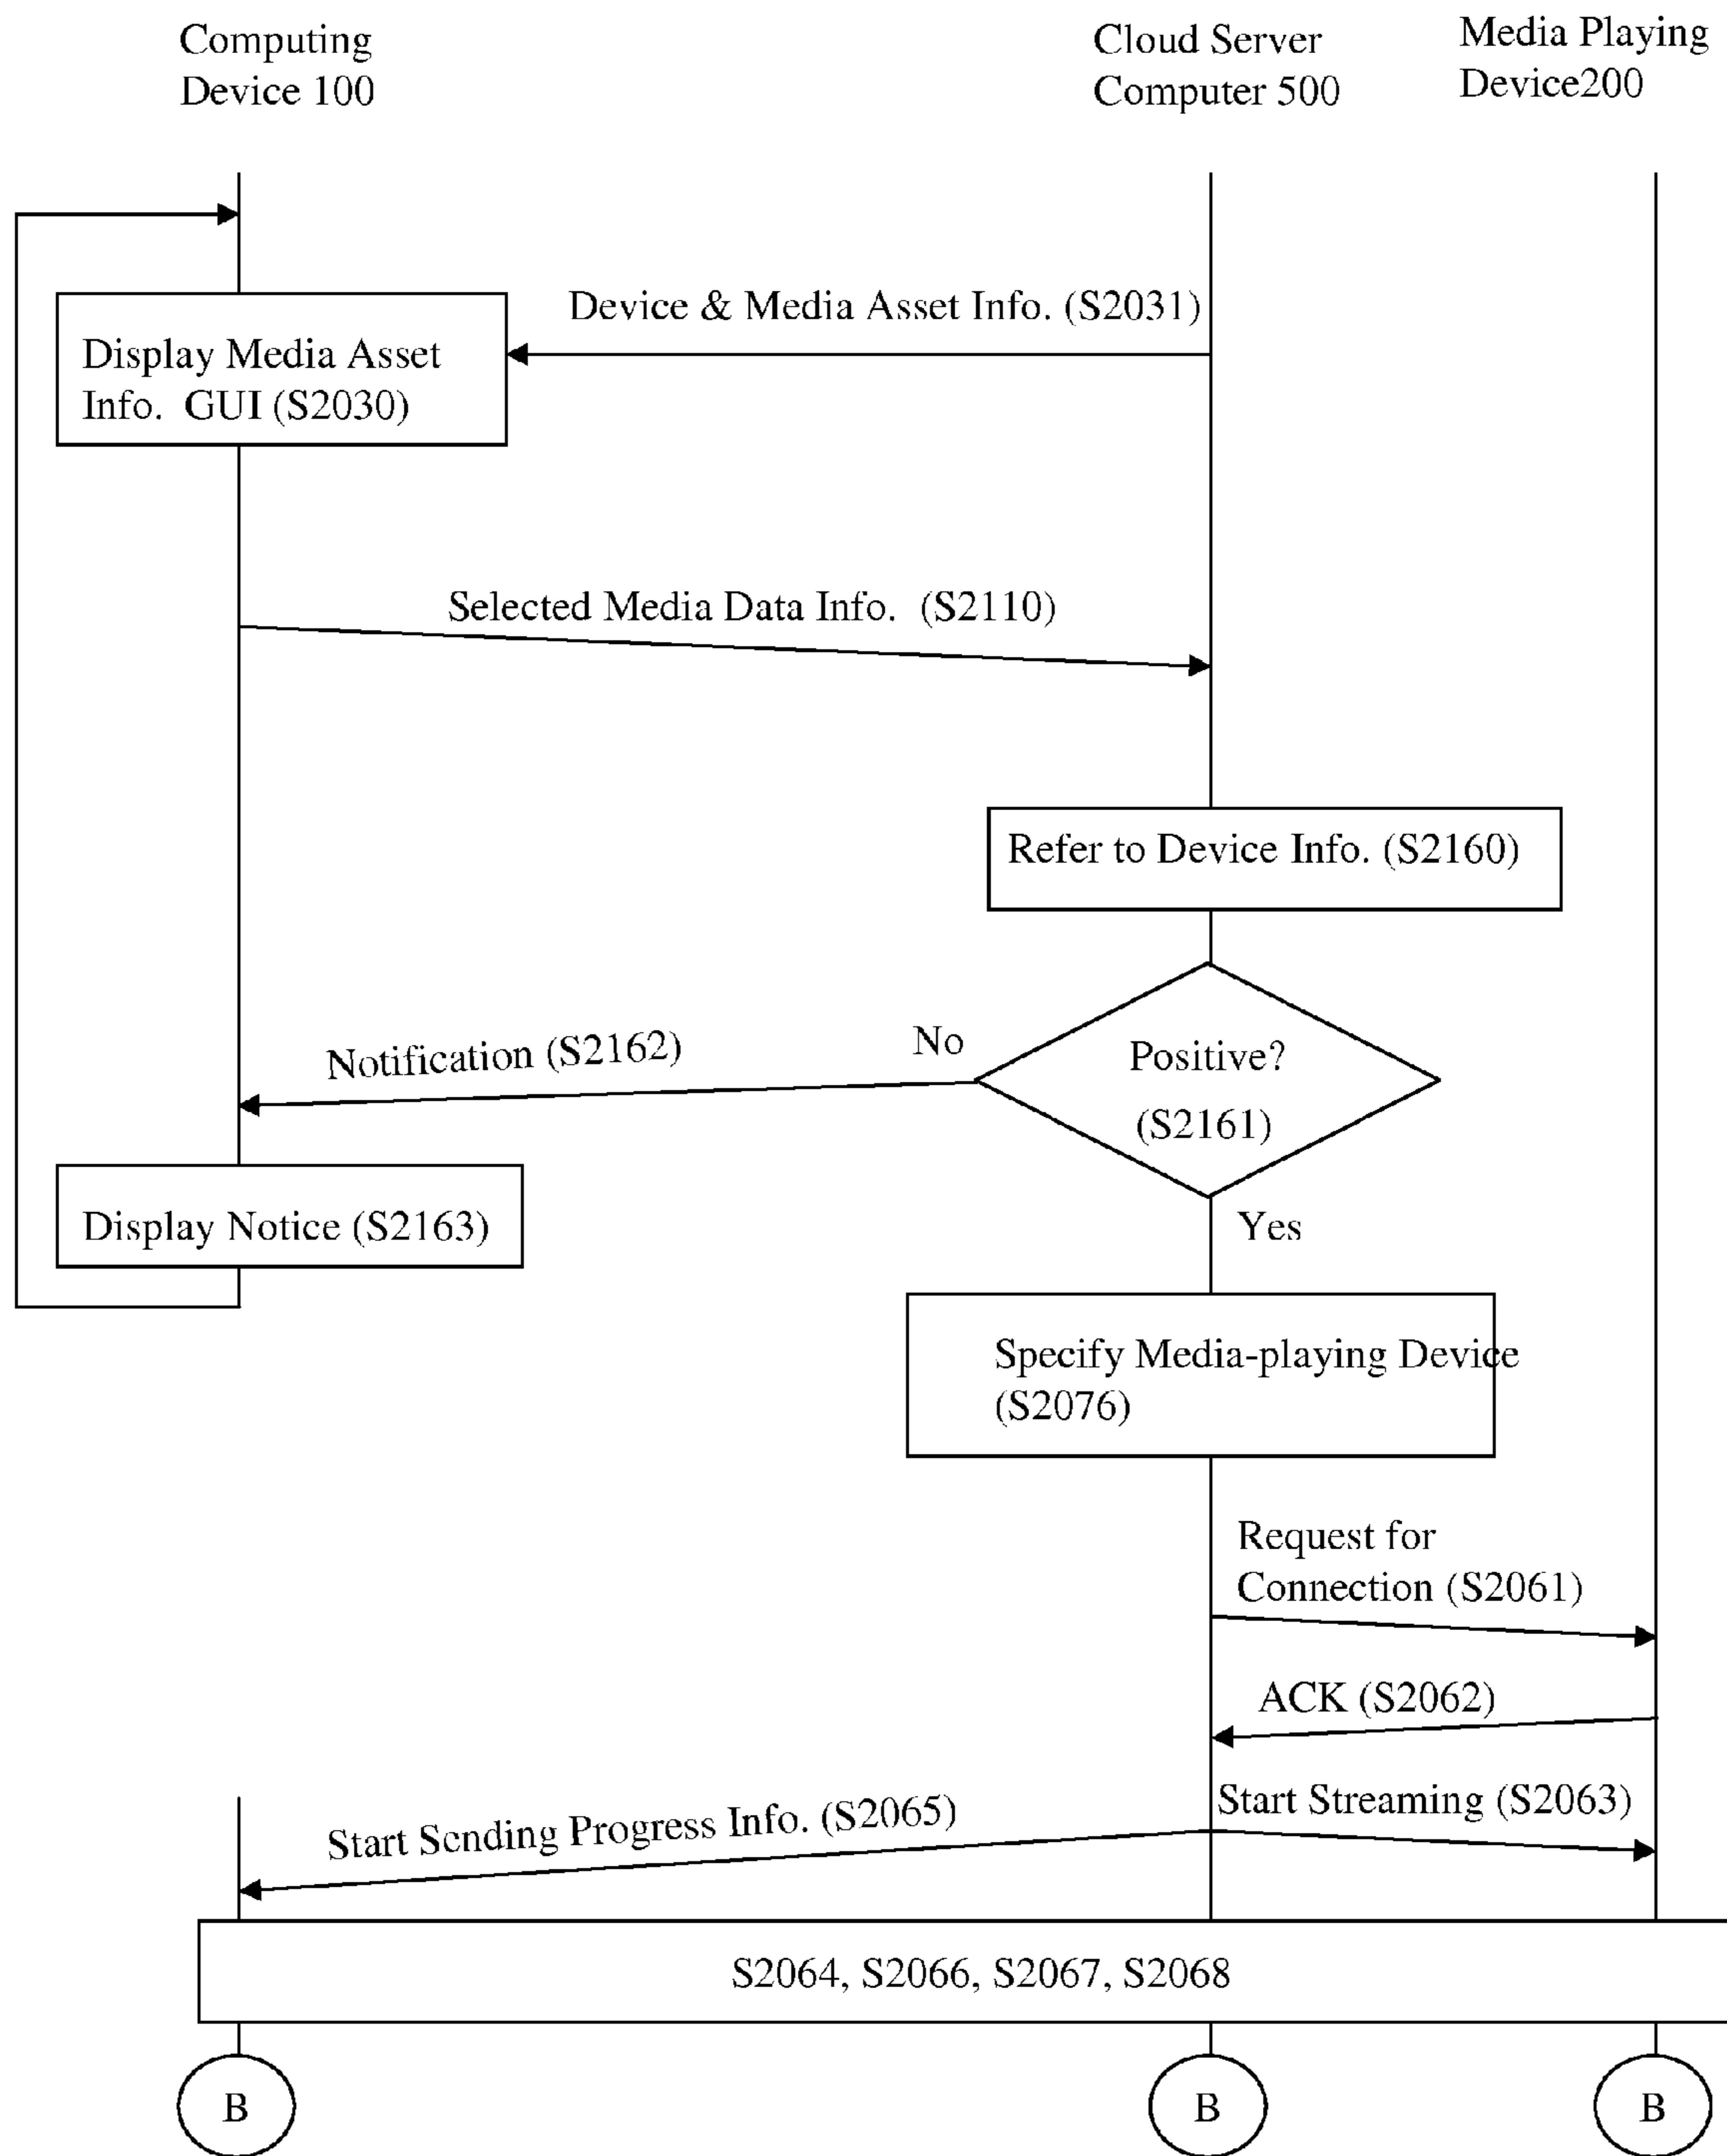 Computing
Device 100
Cloud Server
Computer 500
Media Playing
Device200
Device & Media Asset Info. (S2031)
Display Media Asset
Info. GUI (S2030)
Selected Media Data Info. (S2110)
Refer to Device Info. (S2160)
No
Notification (S2162)
Positive?
(S2161)
Display Notice (S2163)
Yes
Specify Media-playing Device
(S2076)
Request for
Connection (S2061)
ACK (S2062)
Start Streaming (S2063)
Start Sending Progress Info. (S2065)
S2064, S2066, S2067, S2068
B
B
B